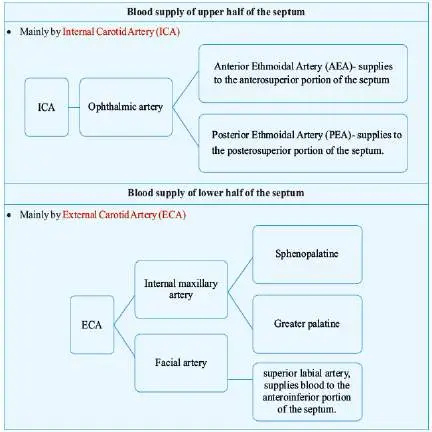 Blood supply of upper half of the septum
• Mainly by Internal Carotid Artery (ICA)
ICA
Ophthalmic artery
Anterior Ethmoidal Artery (AEA)- supplies
to the anterosuperior portion of the septum
Posterior Ethmoidal Artery (PEA)- supplies to
the posterosuperior portion of the septum.
Blood supply of lower half of the septum
• Mainly by External Carotid Artery (ECA)
ECA
Internal maxillary
artery
Sphenopalatine
Greater palatine
Facial artery
superior labial artery,
supplies blood to the
anteroinferior portion
of the septum.